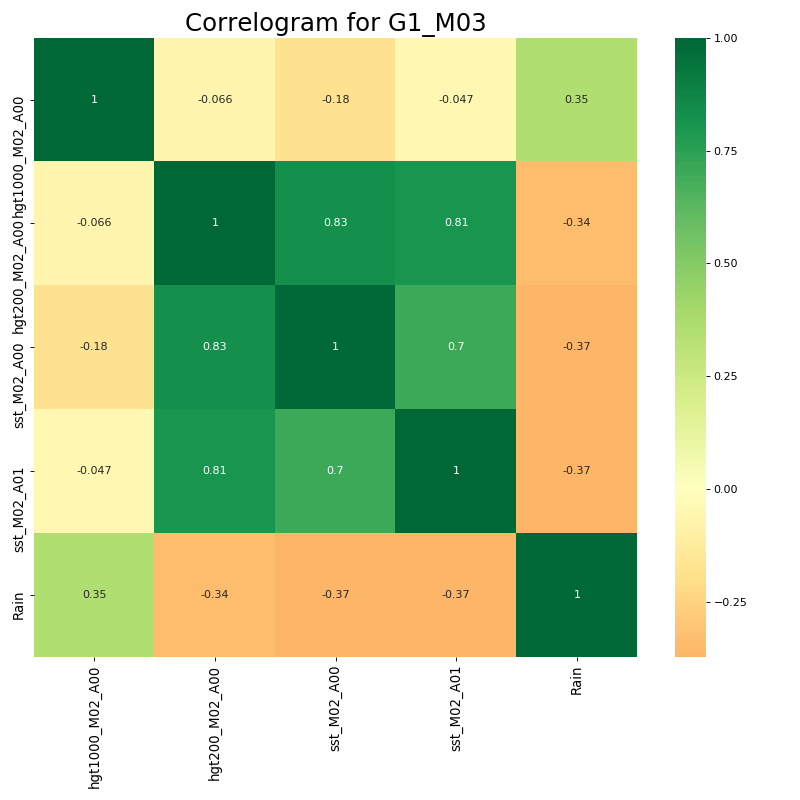 Correlogram for G1_M03
hgt1000_M02_A00
1 -0.066 -0.18 -0.047 0.35
hgt200_M02_A00
-0.066 1 0.83 0.81 -0.34
sst_M02_A00
-0.18 0.83 1 0.7 -0.37
sst_M02_A01
-0.047 0.81 0.7 1 -0.37
Rain
0.35 -0.34 -0.37 -0.37 1
hgt1000_M02_A00
hgt200_M02_A00
sst_M02_A00
sst_M02_A01
Rain
1.00
0.75
0.50
0.25
0.00
−0.25